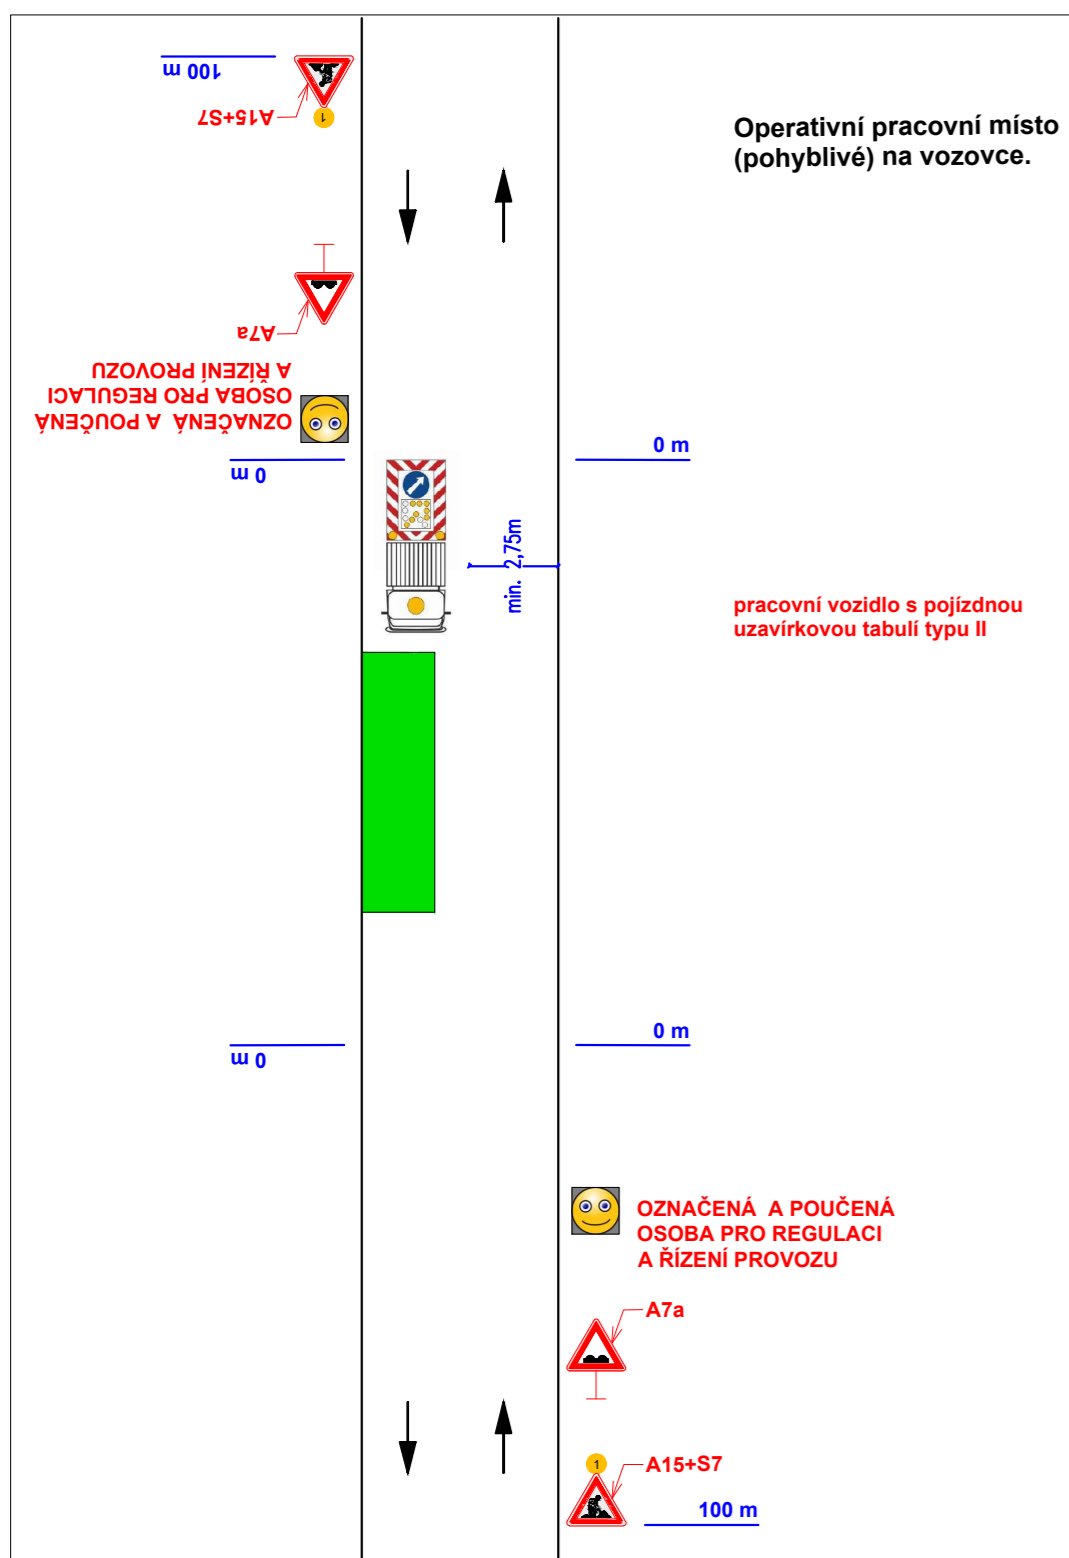 100 m
A15+S7
1
Operativní pracovní místo
(pohyblivé) na vozovce.
A7a
OZNAČENÁ A POUČENÁ
OSOBA PRO REGULACI
A ŘÍZENÍ PROVOZU
0 m
0 m
min. 2,75m
pracovní vozidlo s pojízdnou
uzavírkovou tabulí typu II
0 m
0 m
OZNAČENÁ A POUČENÁ
OSOBA PRO REGULACI
A ŘÍZENÍ PROVOZU
A7a
1
A15+S7
100 m